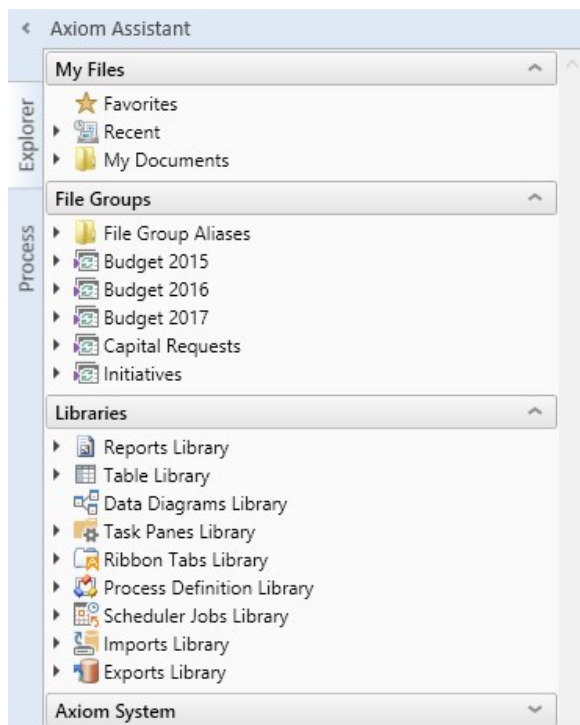 Axiom Assistant
Explorer
Process
My Files
Favorites
Recent
My Documents
File Groups
File Group Aliases
Budget 2015
Budget 2016
Budget 2017
Capital Requests
Initiatives
Libraries
Reports Library
Table Library
Data Diagrams Library
Task Panes Library
Ribbon Tabs Library
Process Definition Library
Scheduler Jobs Library
Imports Library
Exports Library
Axiom System